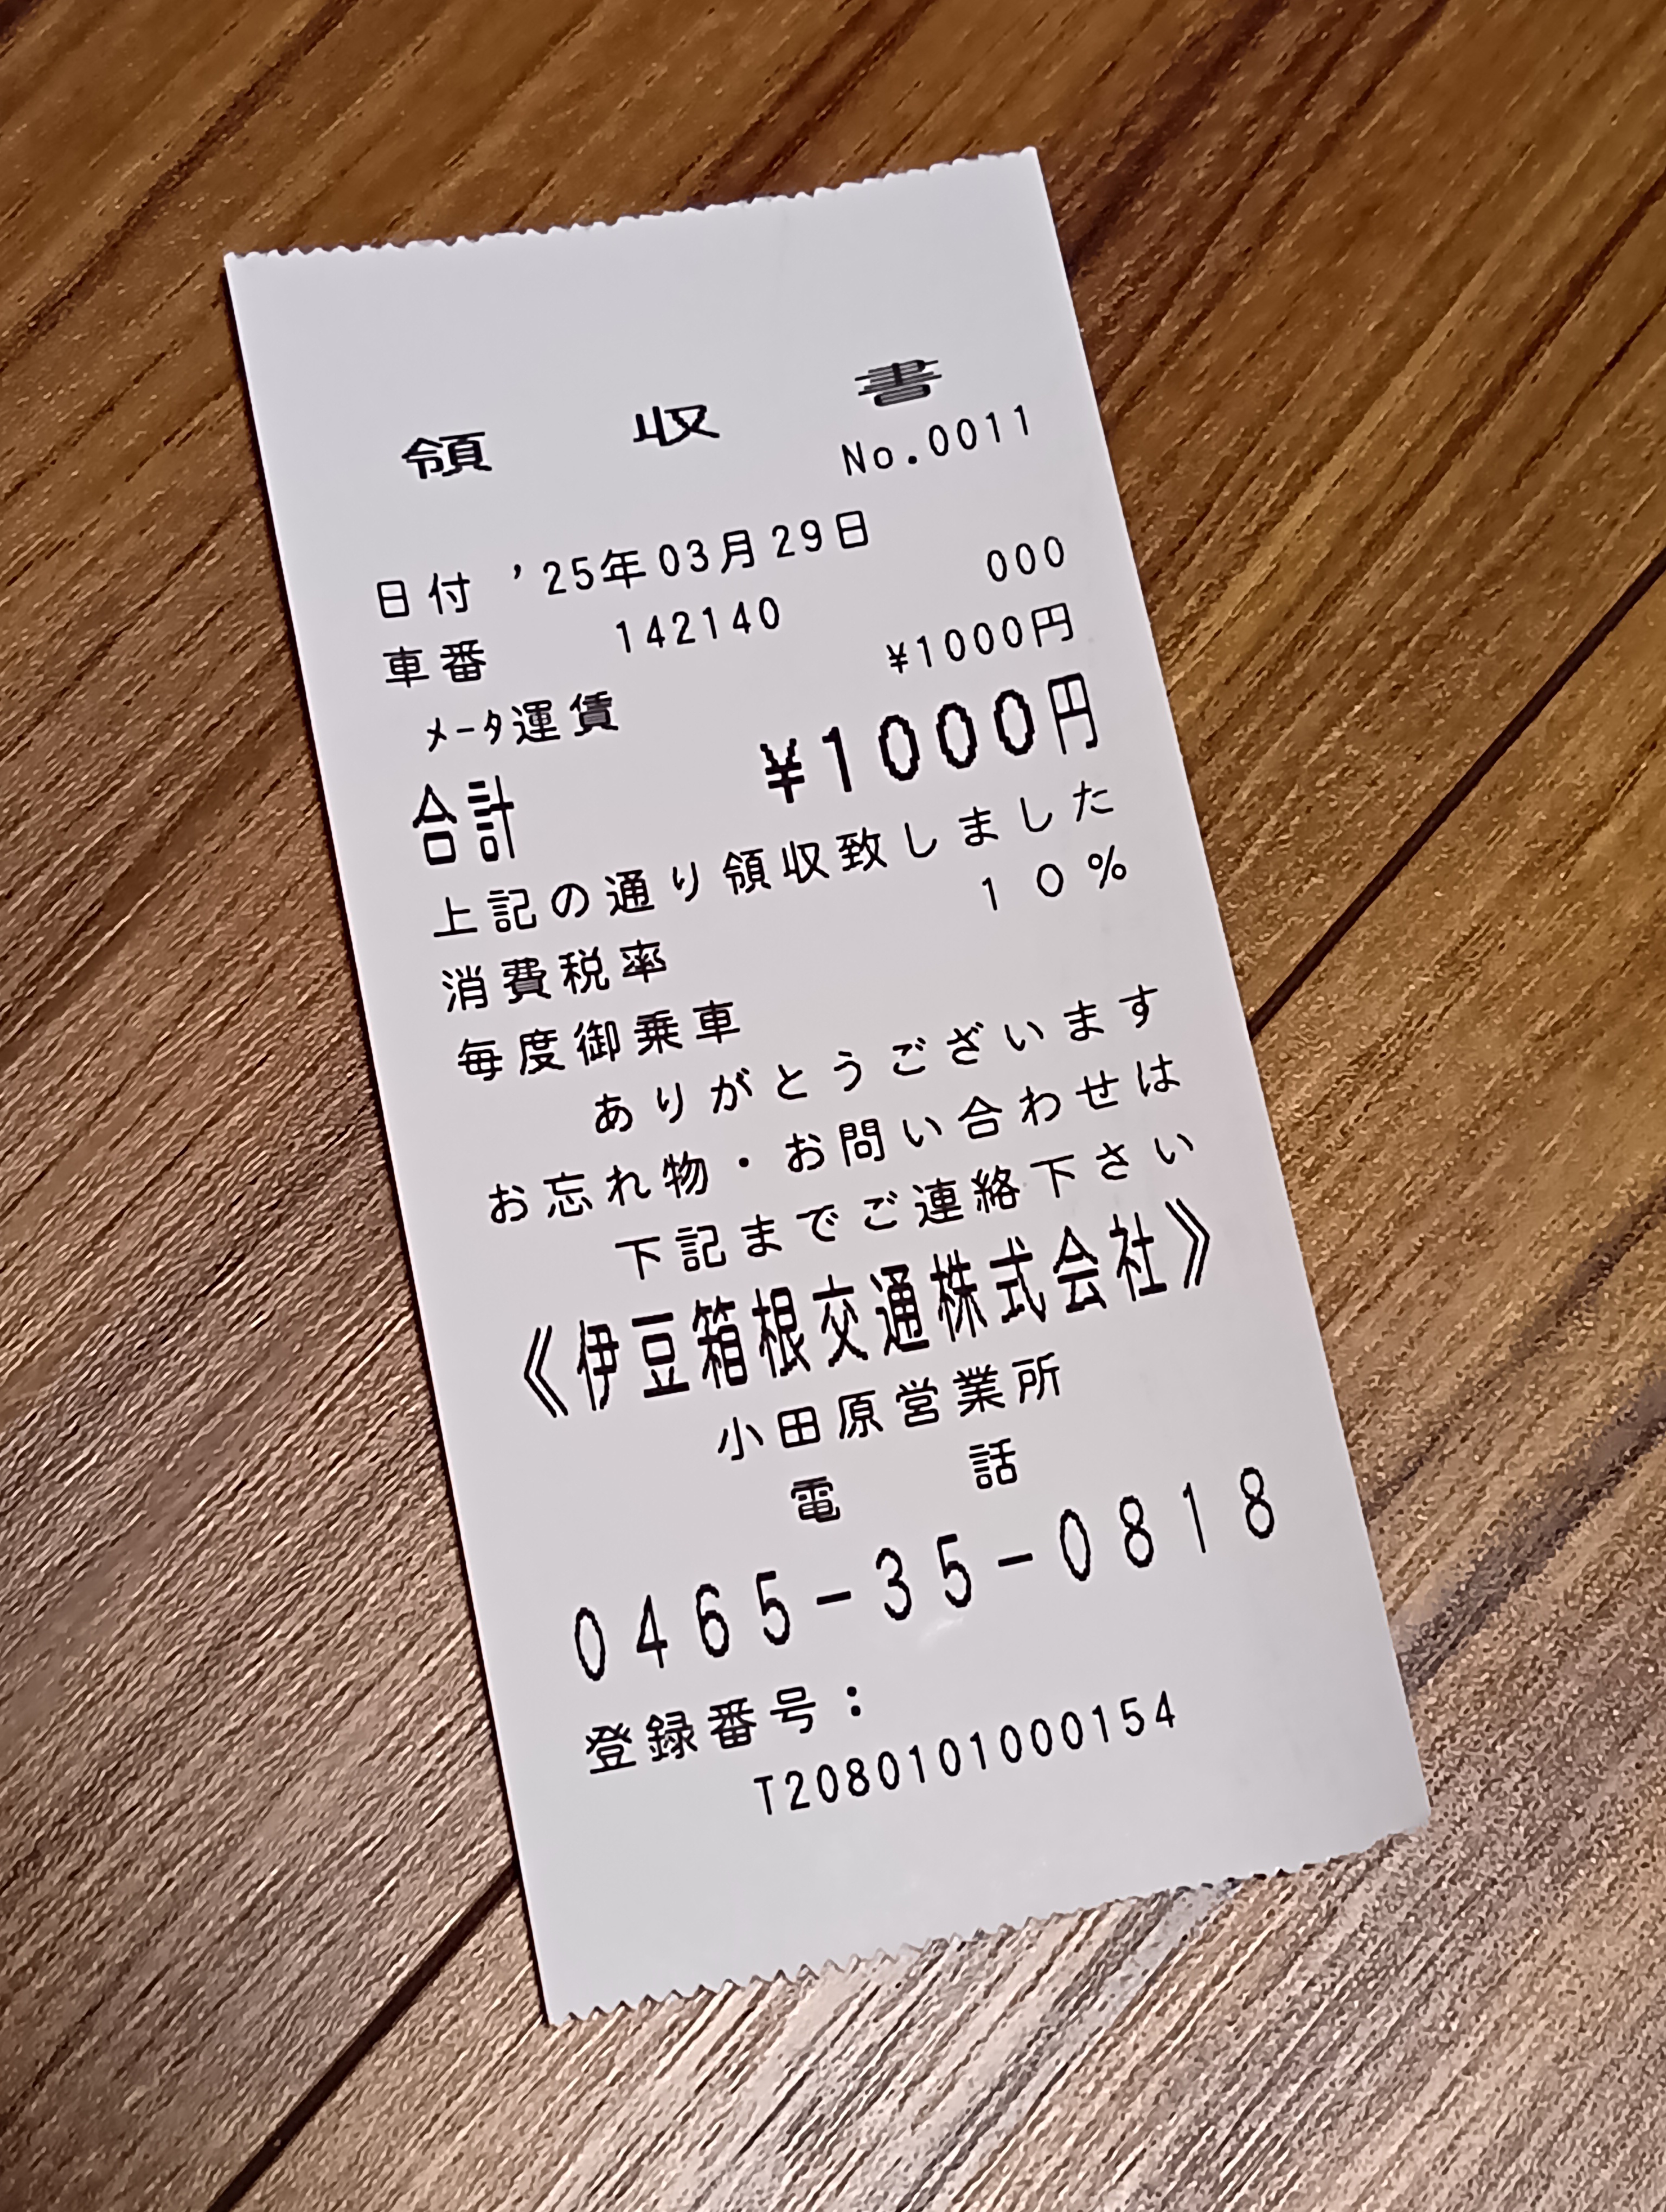 領収書
No.0011
日付 '25年03月29日
車番 142140 000
ﾒｰﾀ運賃 ¥1000円
合計 ¥1000円
上記の通り領収致しました
消費税率 10%
毎度御乗車
ありがとうございます
お忘れ物・お問い合わせは
下記までご連絡下さい
《伊豆箱根交通株式会社》
小田原営業所
電話
0465-35-0818
登録番号：
T2080101000154